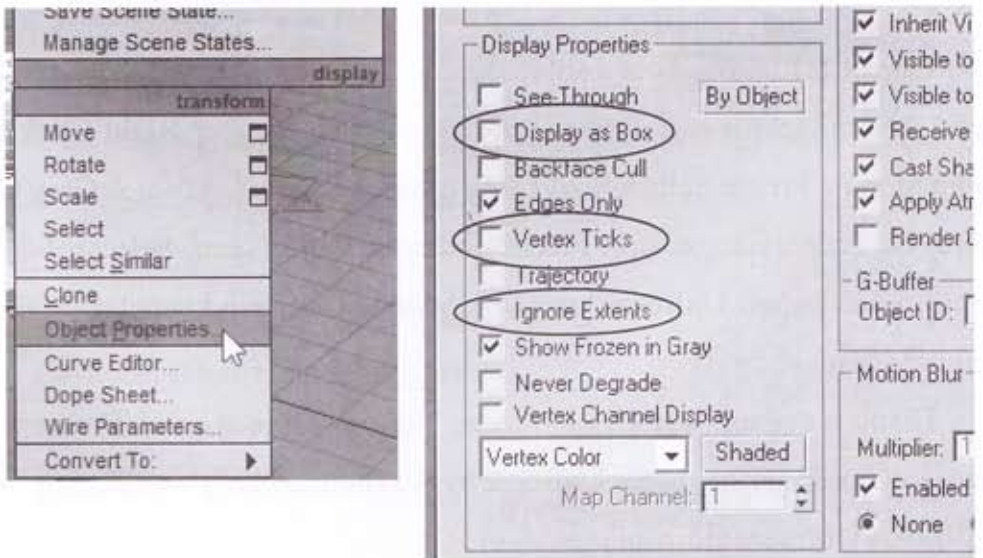 Save Scene State...
Manage Scene States...
display
transform
Move
Rotate
Scale
Select
Select Similar
Clone
Object Properties...
Curve Editor...
Dope Sheet...
Wire Parameters...
Convert To:
Display Properties
See-Through
By Object
Display as Box
Backface Cull
Edges Only
Vertex Ticks
Trajectory
Ignore Extents
Show Frozen in Gray
Never Degrade
Vertex Channel Display
Vertex Color
Shaded
Map Channel: 1
Inherit Vi
Visible to
Visible to
Receive
Cast Sha
Apply At
Render
G-Buffer
Object ID:
Motion Blur
Multiplier: 1
Enabled
None